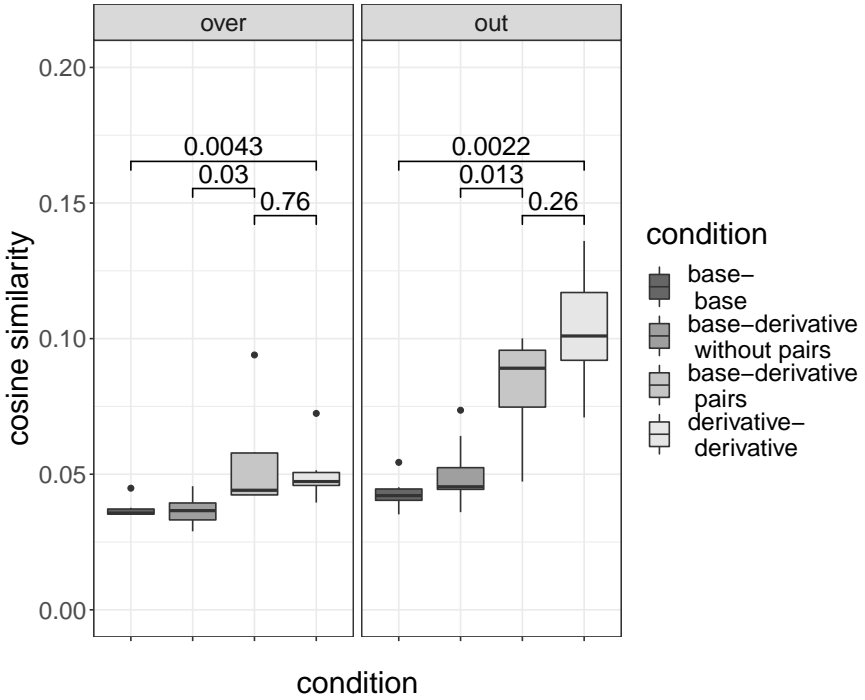 over out
0.20
0.15
0.10
0.05
0.00
0.0043
0.03
0.76
0.0022
0.013
0.26
cosine similarity
condition
condition
base−
base
base−derivative
without pairs
base−derivative
pairs
derivative−
derivative